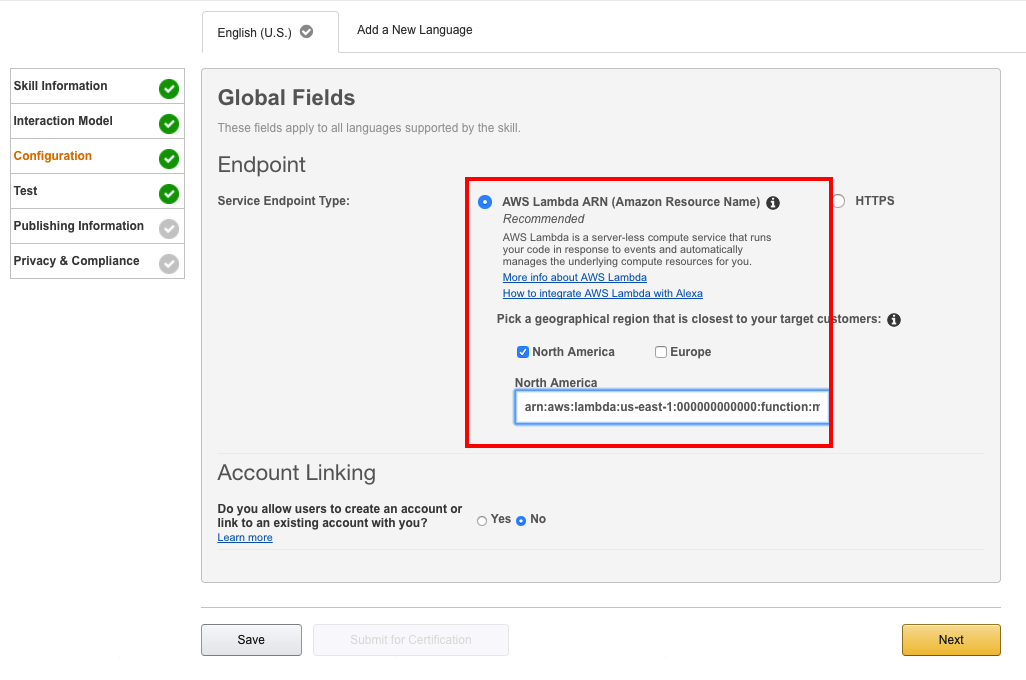 English (U.S.)
Add a New Language
Skill Information
Interaction Model
Configuration
Test
Publishing Information
Privacy & Compliance
Global Fields
These fields apply to all languages supported by the skill.
Endpoint
Service Endpoint Type:
AWS Lambda ARN (Amazon Resource Name)
HTTPS
Recommended
AWS Lambda is a server-less compute service that runs
your code in response to events and automatically
manages the underlying compute resources for you.
More info about AWS Lambda
How to integrate AWS Lambda with Alexa
Pick a geographical region that is closest to your target customers:
North America
Europe
North America
arn:aws:lambda:us-east-1:000000000000:function:m
Account Linking
Do you allow users to create an account or
link to an existing account with you?
Yes
No
Learn more
Save
Submit for Certification
Next